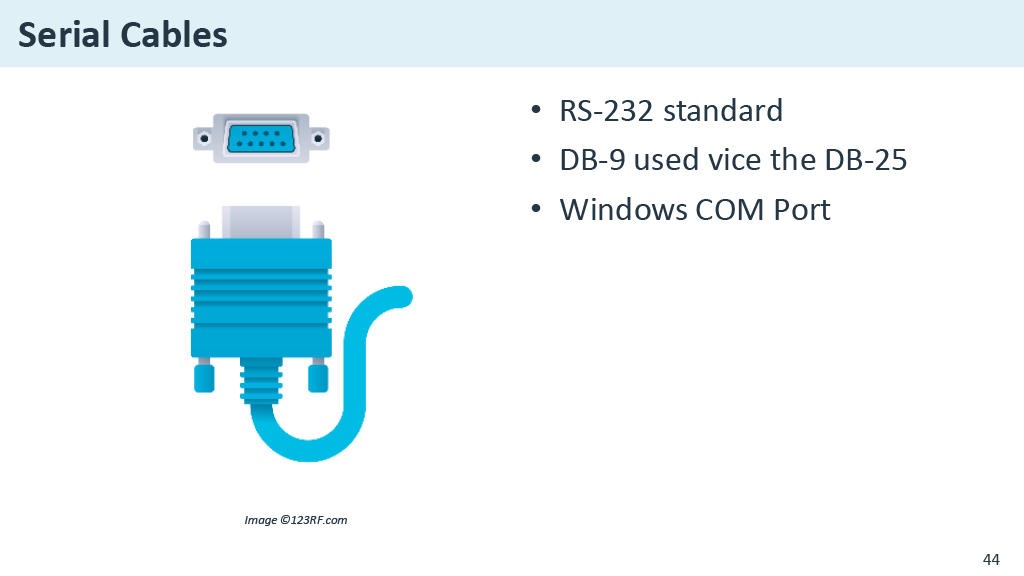 Serial Cables
• RS-232 standard
• DB-9 used vice the DB-25
• Windows COM Port
Image ©123RF.com
44